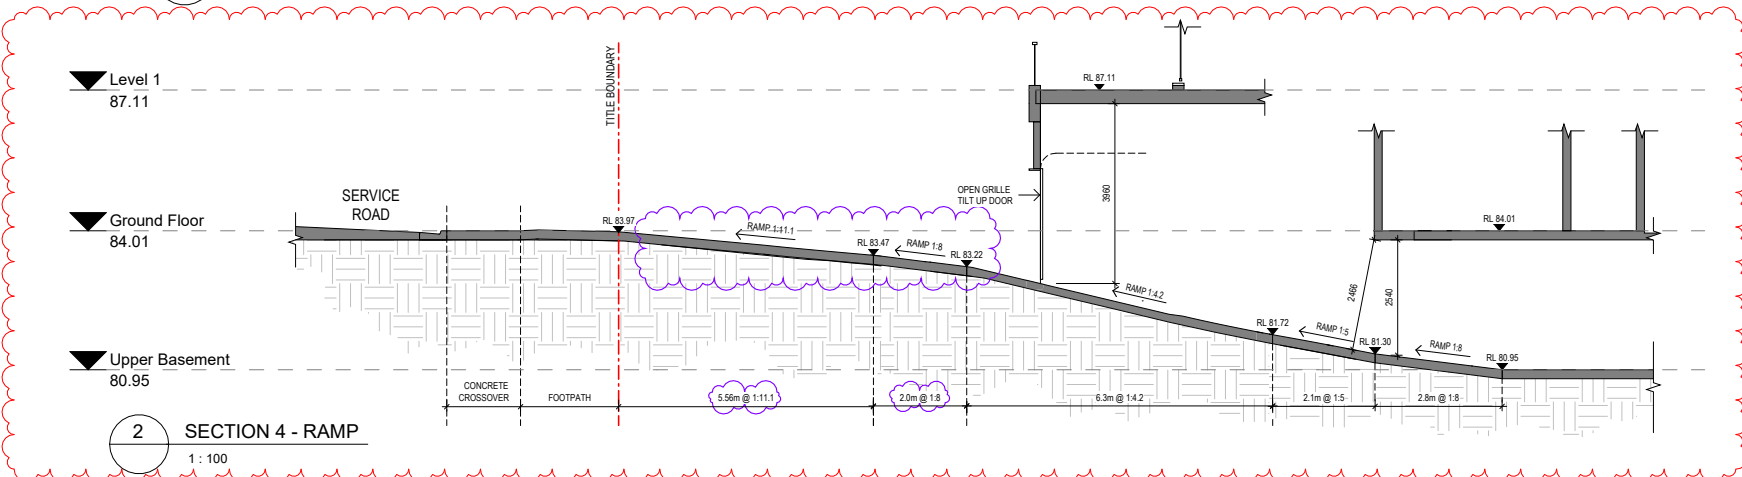 Level 1
87.11
Ground Floor
84.01
Upper Basement
80.95
SERVICE
ROAD
TITLE BOUNDARY
RL 83.97
RAMP 1:11.1
RL 83.47
RAMP 1:8
RL 83.22
OPEN GRILLE
TILT UP DOOR
RL 87.11
3960
RAMP 1:4.2
RL 81.72
RAMP 1:5
2466
2540
RL 81.30
RAMP 1:8
RL 80.95
RL 84.01
CONCRETE
CROSSOVER
FOOTPATH
5.56m @ 1:11.1
2.0m @ 1:8
6.3m @ 1:4.2
2.1m @ 1:5
2.8m @ 1:8
2
SECTION 4 - RAMP
1 : 100